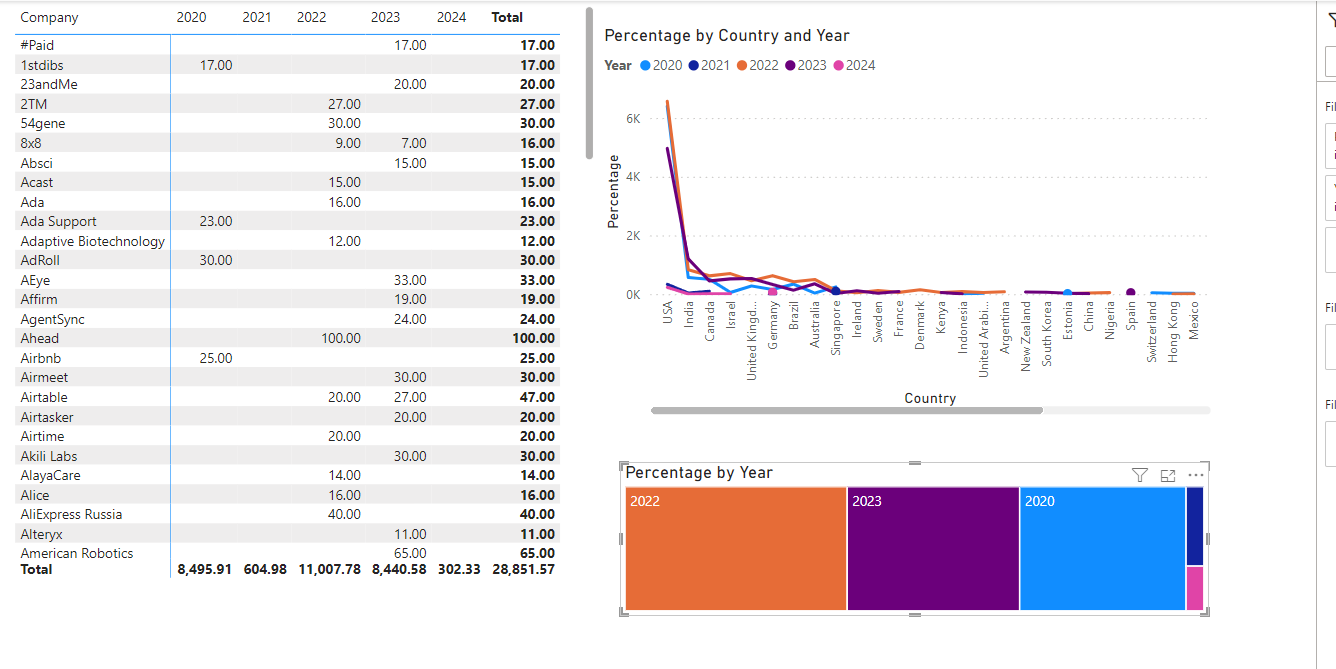 Company 2020 2021 2022 2023 2024 Total
#Paid 17.00 17.00
1stdibs 17.00 17.00
23andMe 20.00 20.00
2TM 27.00 27.00
54gene 30.00 30.00
8x8 9.00 7.00 16.00
Absci 15.00 15.00
Acast 15.00 15.00
Ada 16.00 16.00
Ada Support 23.00 23.00
Adaptive Biotechnology 12.00 12.00
AdRoll 30.00 30.00
AEye 33.00 33.00
Affirm 19.00 19.00
AgentSync 24.00 24.00
Ahead 100.00 100.00
Airbnb 25.00 25.00
Airmeet 30.00 30.00
Airtable 20.00 27.00 47.00
Airtasker 20.00 20.00
Airtime 20.00 20.00
Akili Labs 30.00 30.00
AlayaCare 14.00 14.00
Alice 16.00 16.00
AliExpress Russia 40.00 40.00
Alteryx 11.00 11.00
American Robotics 65.00 65.00
Total 8,495.91 604.98 11,007.78 8,440.58 302.33 28,851.57
Percentage by Country and Year
Year 2020 2021 2022 2023 2024
Percentage
6K
4K
2K
0K
USA
India
Canada
Israel
United Kingd...
Germany
Brazil
Australia
Singapore
Ireland
Sweden
France
Denmark
Kenya
Indonesia
United Arabi...
Argentina
New Zealand
South Korea
Estonia
China
Nigeria
Spain
Switzerland
Hong Kong
Mexico
Country
Percentage by Year
2022 2023 2020
Fil
Fil
Fil